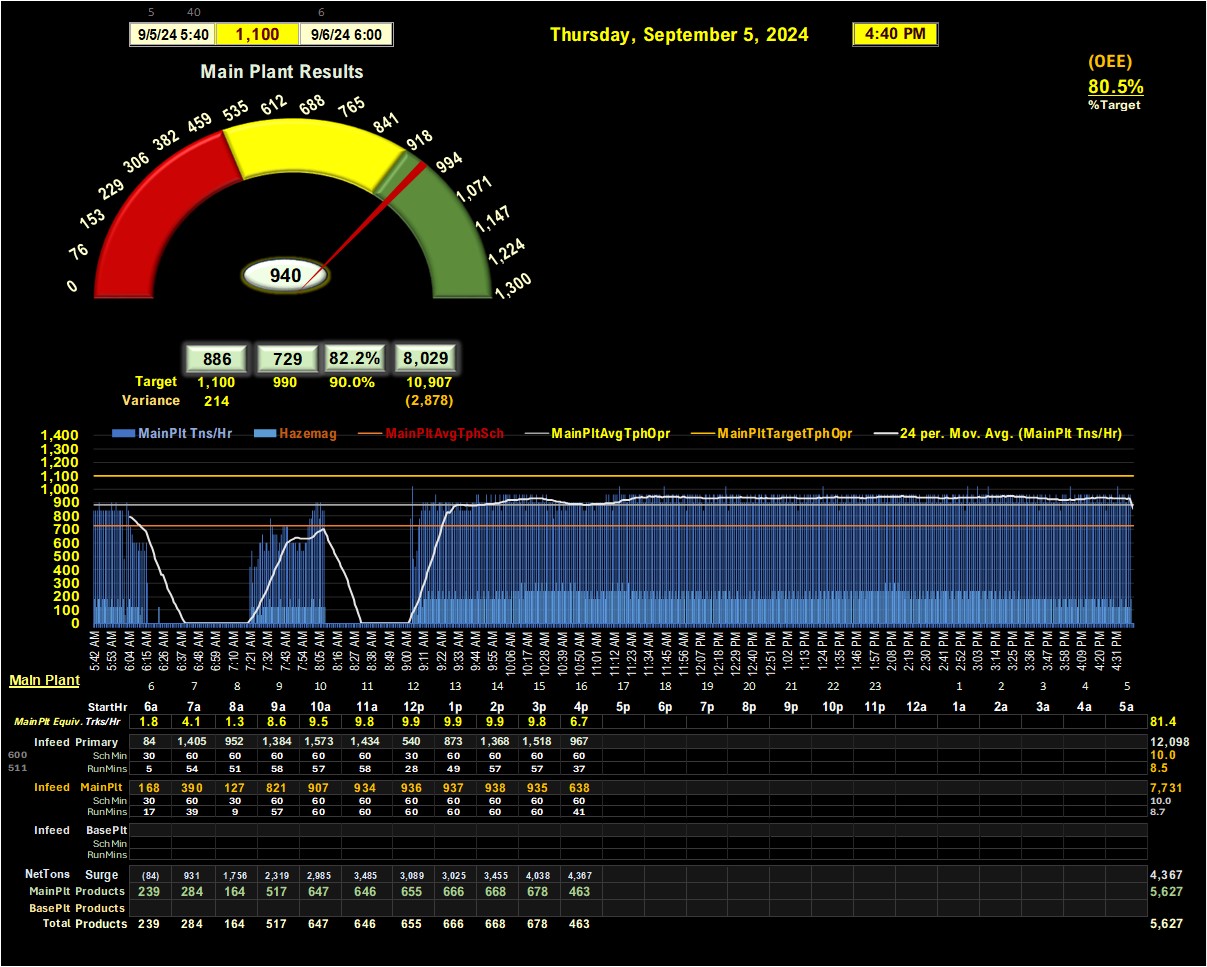 5 40 6
9/5/24 5:40 1,100 9/6/24 6:00
Thursday, September 5, 2024
4:40 PM
(OEE)
80.5%
%Target
Main Plant Results
0 76 153 229 306 382 459 535 612 688 765 841 918 994 1,071 1,147 1,224 1,300
940
886 729 82.2% 8,029
Target 1,100 990 90.0% 10,907
Variance 214 (2,878)
MainPlt Tns/Hr Hazemag MainPltAvgTphSch MainPltAvgTphOpr MainPltTargetTphOpr 24 per. Mov. Avg. (MainPlt Tns/Hr)
1,400
1,300
1,200
1,100
1,000
900
800
700
600
500
400
300
200
100
0
5:42 AM 5:53 AM 6:04 AM 6:15 AM 6:26 AM 6:37 AM 6:48 AM 6:59 AM 7:10 AM 7:21 AM 7:32 AM 7:43 AM 7:54 AM 8:05 AM 8:16 AM 8:27 AM 8:38 AM 8:49 AM 9:00 AM 9:11 AM 9:22 AM 9:33 AM 9:44 AM 9:55 AM 10:06 AM 10:17 AM 10:28 AM 10:39 AM 10:50 AM 11:01 AM 11:12 AM 11:23 AM 11:34 AM 11:45 AM 11:56 AM 12:07 PM 12:18 PM 12:29 PM 12:40 PM 12:51 PM 1:02 PM 1:13 PM 1:24 PM 1:35 PM 1:46 PM 1:57 PM 2:08 PM 2:19 PM 2:30 PM 2:41 PM 2:52 PM 3:03 PM 3:14 PM 3:25 PM 3:36 PM 3:47 PM 3:58 PM 4:09 PM 4:20 PM 4:31 PM
Main Plant
6 7 8 9 10 11 12 13 14 15 16 17 18 19 20 21 22 23 1 2 3 4 5
StartHr 6a 7a 8a 9a 10a 11a 12p 1p 2p 3p 4p 5p 6p 7p 8p 9p 10p 11p 12a 1a 2a 3a 4a 5a
MainPlt Equiv. Trks/Hr 1.8 4.1 1.3 8.6 9.5 9.8 9.9 9.9 9.9 9.8 6.7 81.4
Infeed Primary 84 1,405 952 1,384 1,573 1,434 540 873 1,368 1,518 967 12,098
600 SchMin 30 60 60 60 60 60 30 60 60 60 60 10.0
511 RunMins 5 54 51 58 57 58 28 49 57 57 37 8.5
Infeed MainPlt 168 390 127 821 907 934 936 937 938 935 638 7,731
SchMin 30 60 30 60 60 60 60 60 60 60 60 10.0
RunMins 17 39 9 57 60 60 60 60 60 60 41 8.7
Infeed BasePlt
SchMin
RunMins
NetTons Surge (84) 931 1,756 2,319 2,985 3,485 3,089 3,025 3,455 4,038 4,367 4,367
MainPlt Products 239 284 164 517 647 646 655 666 668 678 463 5,627
BasePlt Products
Total Products 239 284 164 517 647 646 655 666 668 678 463 5,627